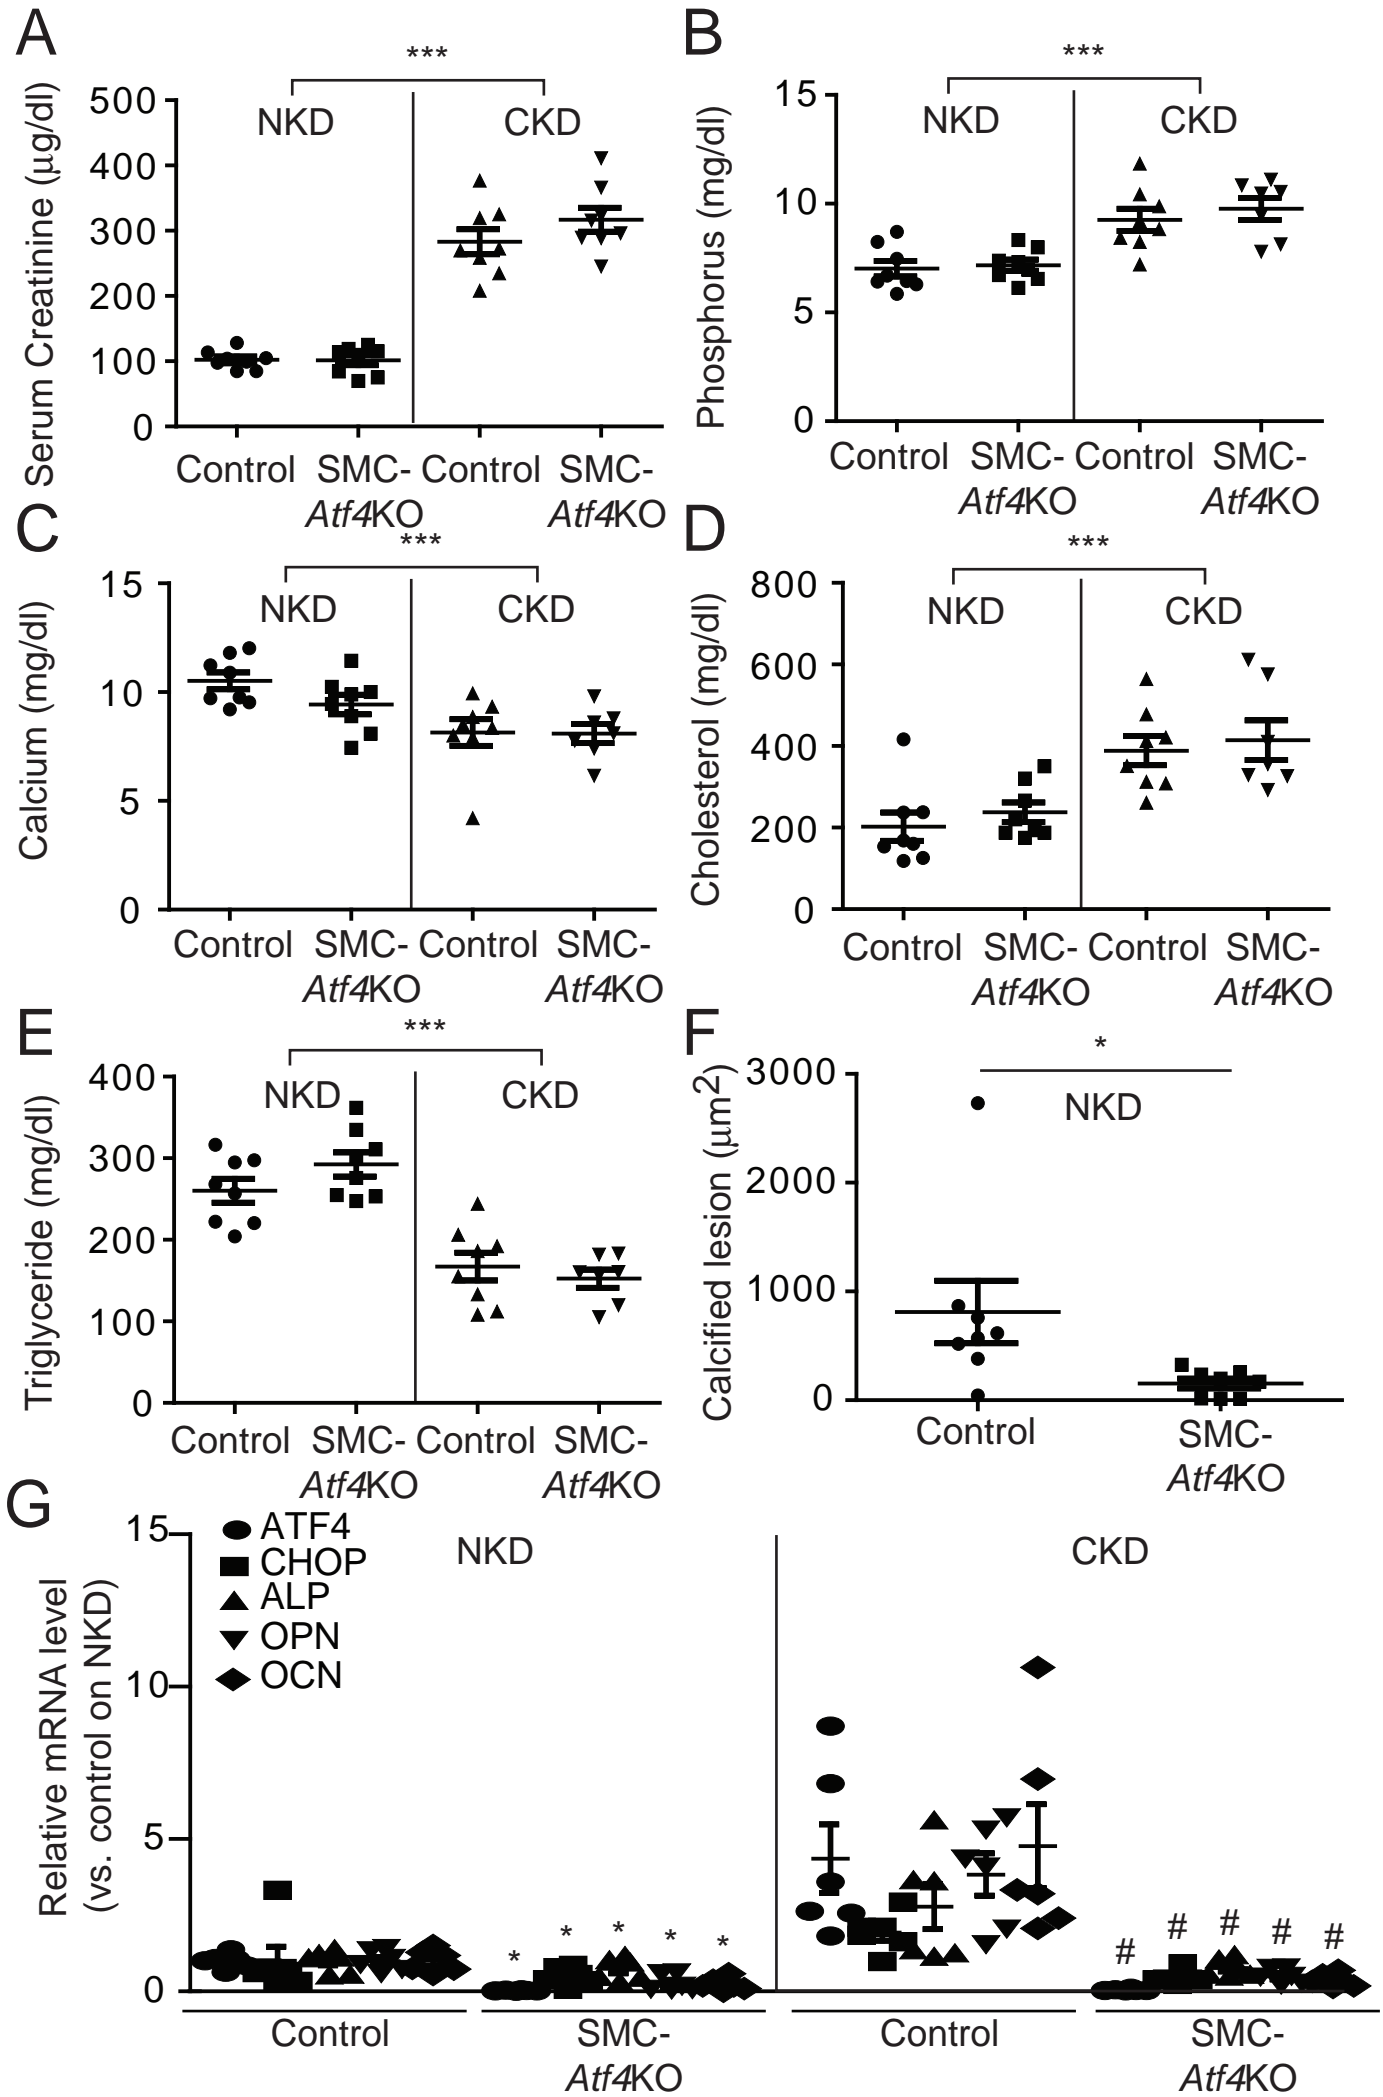 A
***
Serum Creatinine (µg/dl)
500
400
300
200
100
0
NKD
CKD
Control
SMC-
Atf4KO
Control
SMC-
Atf4KO
B
***
Phosphorus (mg/dl)
15
10
5
0
NKD
CKD
Control
SMC-
Atf4KO
Control
SMC-
Atf4KO
C
***
Calcium (mg/dl)
15
10
5
0
NKD
CKD
Control
SMC-
Atf4KO
Control
SMC-
Atf4KO
D
***
Cholesterol (mg/dl)
800
600
400
200
0
NKD
CKD
Control
SMC-
Atf4KO
Control
SMC-
Atf4KO
E
***
Triglyceride (mg/dl)
400
300
200
100
0
NKD
CKD
Control
SMC-
Atf4KO
Control
SMC-
Atf4KO
F
*
Calcified lesion (µm²)
3000
2000
1000
0
NKD
Control
SMC-
Atf4KO
G
Relative mRNA level
(vs. control on NKD)
15
10
5
0
ATF4
CHOP
ALP
OPN
OCN
NKD
CKD
* * * * *
# # # # #
Control
SMC-
Atf4KO
Control
SMC-
Atf4KO